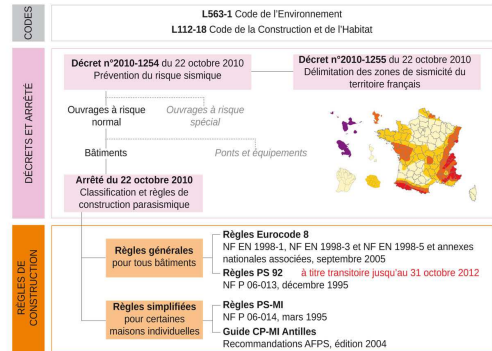 CODES
L563-1 Code de l'Environnement
L112-18 Code de la Construction et de l'Habitat
DÉCRETS ET ARRÊTÉ
Décret n°2010-1254 du 22 octobre 2010
Prévention du risque sismique
Décret n°2010-1255 du 22 octobre 2010
Délimitation des zones de sismicité du
territoire français
Ouvrages à risque
normal
Ouvrages à risque
spécial
Bâtiments
Ponts et équipements
Arrêté du 22 octobre 2010
Classification et règles de
construction parasismique
RÈGLES DE
CONSTRUCTION
Règles générales
pour tous bâtiments
Règles Eurocode 8
NF EN 1998-1, NF EN 1998-3 et NF EN 1998-5 et annexes
nationales associées, septembre 2005
Règles PS 92 à titre transitoire jusqu'au 31 octobre 2012
NF P 06-013, décembre 1995
Règles simplifiées
pour certaines
maisons individuelles
Règles PS-MI
NF P 06-014, mars 1995
Guide CP-MI Antilles
Recommandations AFPS, édition 2004